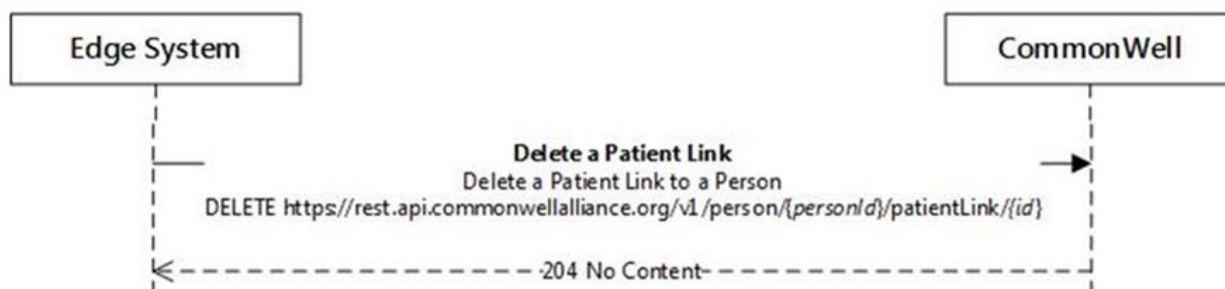 Edge System
CommonWell
Delete a Patient Link
Delete a Patient Link to a Person
DELETE https://rest.api.commonwellalliance.org/v1/person/{personId}/patientLink/{id}
204 No Content